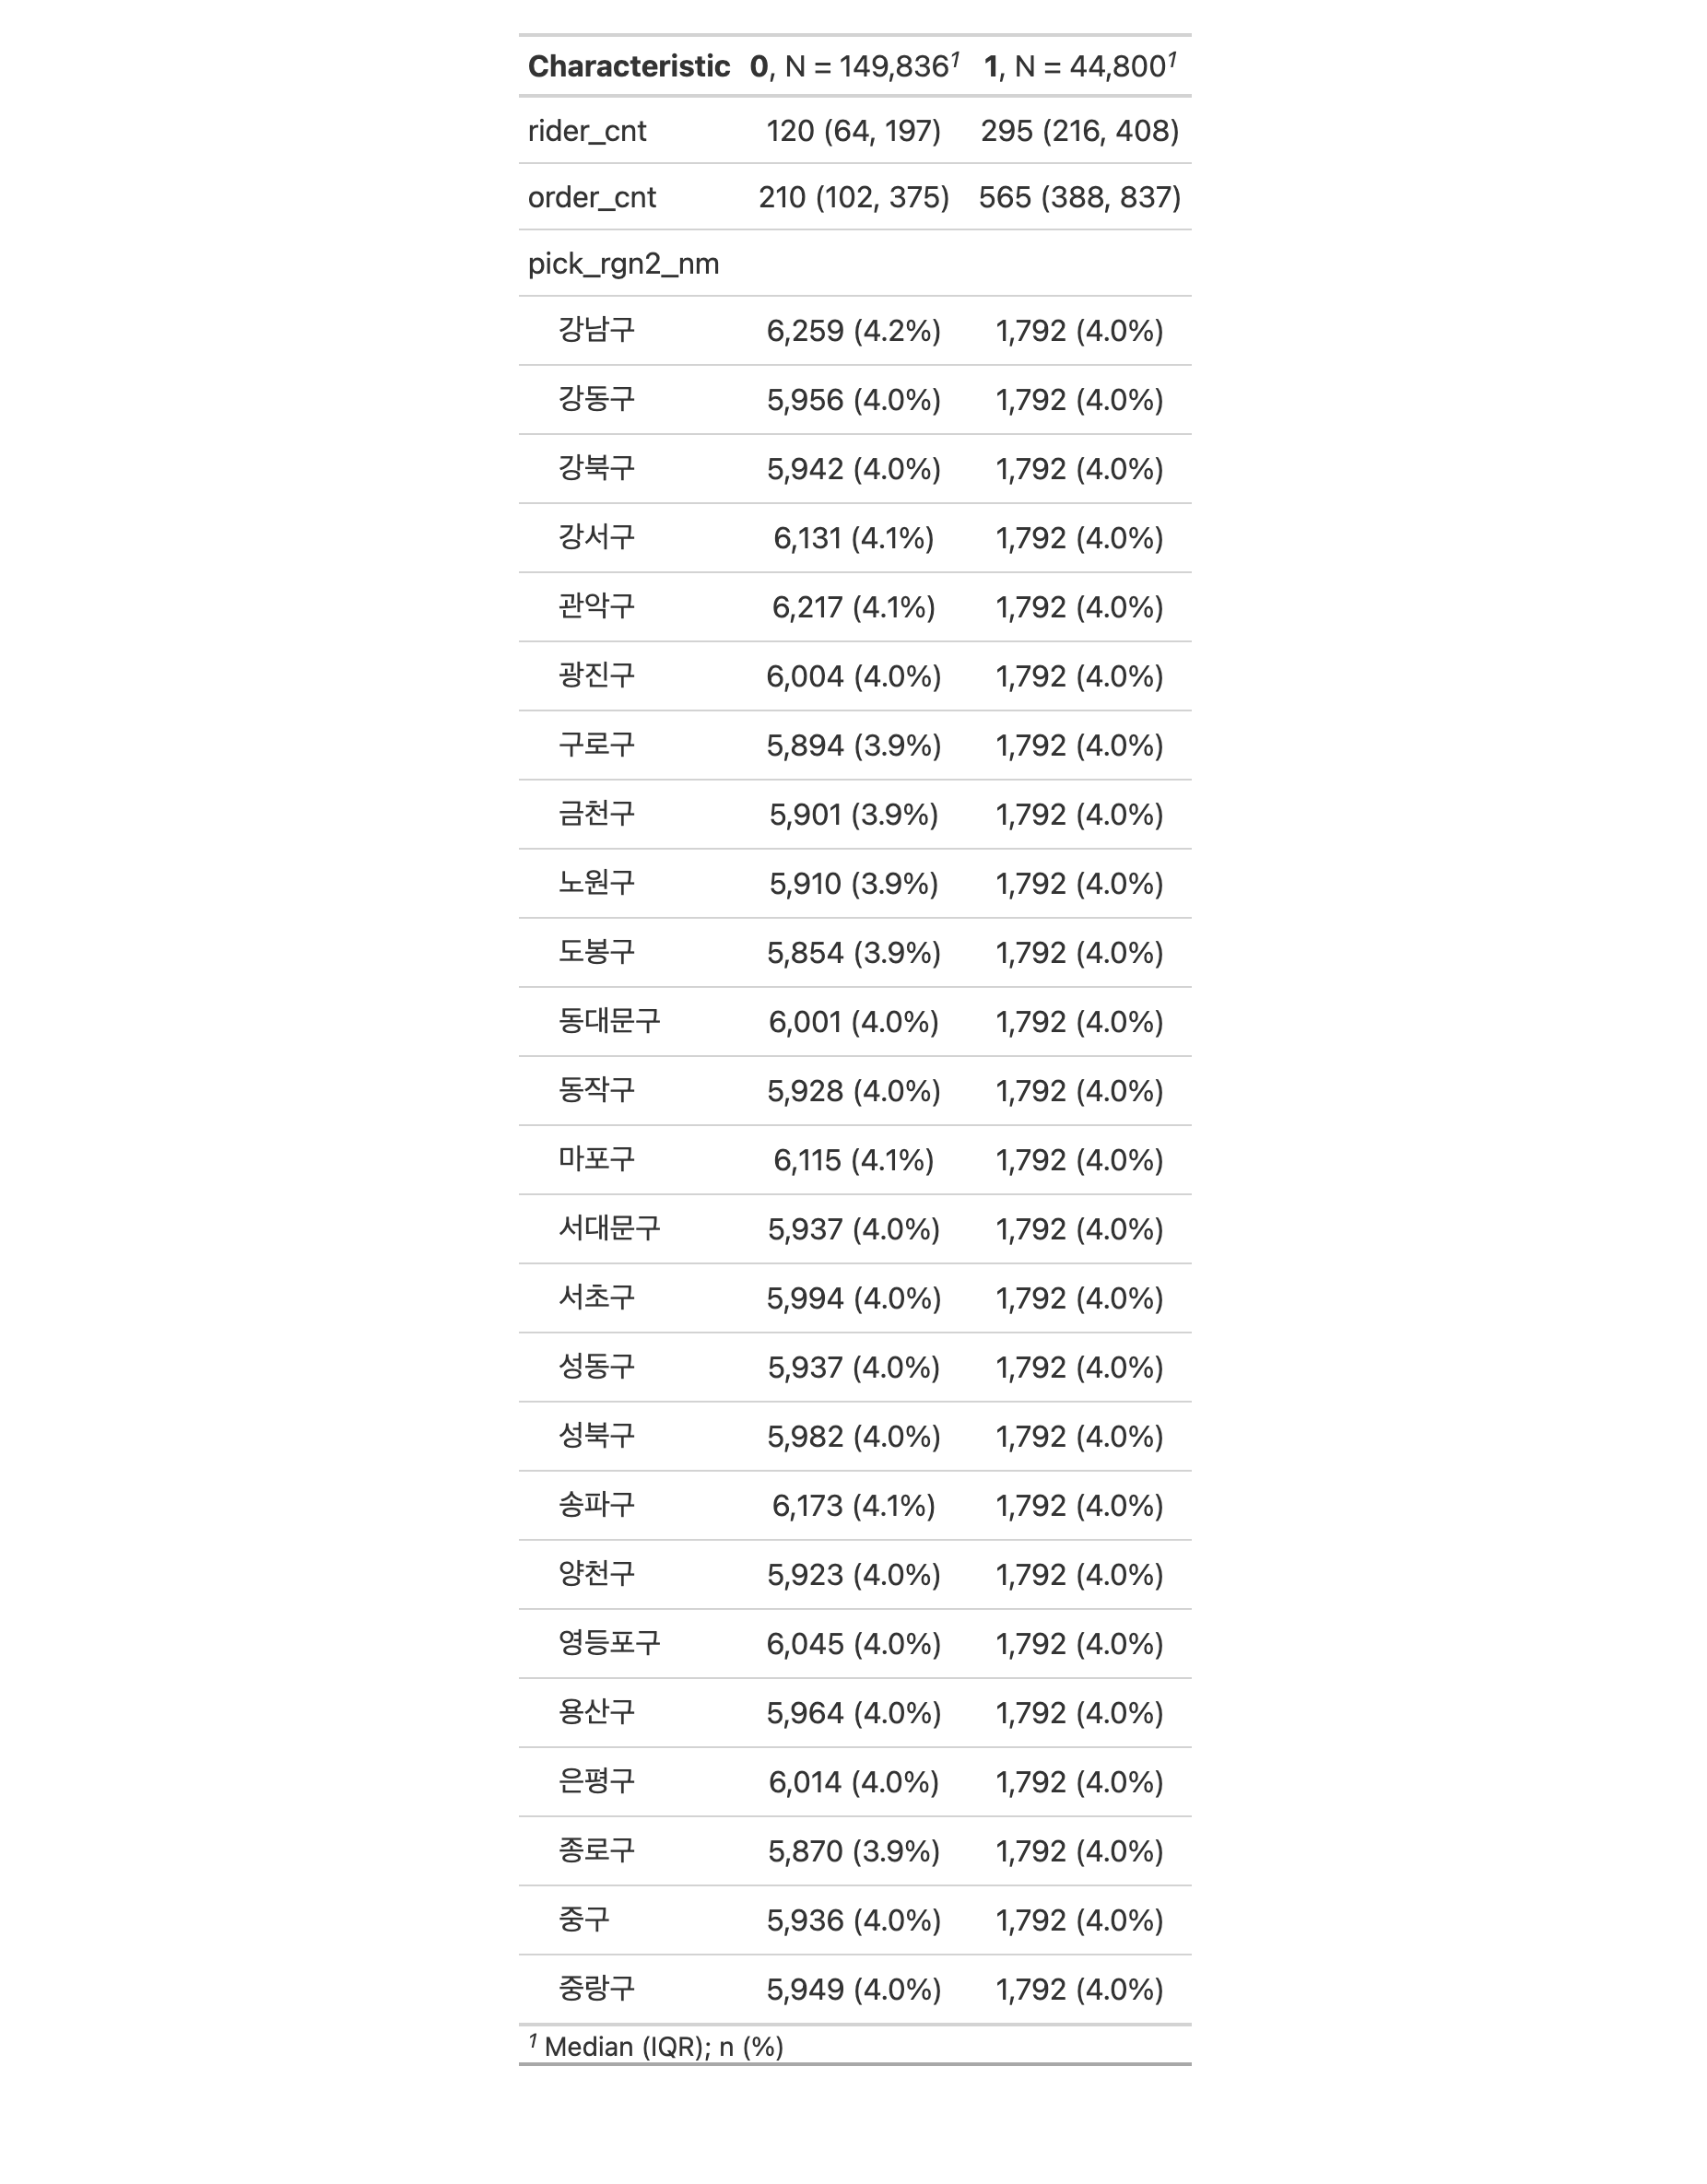 Characteristic 0, N = 149,836¹ 1, N = 44,800¹
rider_cnt 120 (64, 197) 295 (216, 408)
order_cnt 210 (102, 375) 565 (388, 837)
pick_rgn2_nm
강남구 6,259 (4.2%) 1,792 (4.0%)
강동구 5,956 (4.0%) 1,792 (4.0%)
강북구 5,942 (4.0%) 1,792 (4.0%)
강서구 6,131 (4.1%) 1,792 (4.0%)
관악구 6,217 (4.1%) 1,792 (4.0%)
광진구 6,004 (4.0%) 1,792 (4.0%)
구로구 5,894 (3.9%) 1,792 (4.0%)
금천구 5,901 (3.9%) 1,792 (4.0%)
노원구 5,910 (3.9%) 1,792 (4.0%)
도봉구 5,854 (3.9%) 1,792 (4.0%)
동대문구 6,001 (4.0%) 1,792 (4.0%)
동작구 5,928 (4.0%) 1,792 (4.0%)
마포구 6,115 (4.1%) 1,792 (4.0%)
서대문구 5,937 (4.0%) 1,792 (4.0%)
서초구 5,994 (4.0%) 1,792 (4.0%)
성동구 5,937 (4.0%) 1,792 (4.0%)
성북구 5,982 (4.0%) 1,792 (4.0%)
송파구 6,173 (4.1%) 1,792 (4.0%)
양천구 5,923 (4.0%) 1,792 (4.0%)
영등포구 6,045 (4.0%) 1,792 (4.0%)
용산구 5,964 (4.0%) 1,792 (4.0%)
은평구 6,014 (4.0%) 1,792 (4.0%)
종로구 5,870 (3.9%) 1,792 (4.0%)
중구 5,936 (4.0%) 1,792 (4.0%)
중랑구 5,949 (4.0%) 1,792 (4.0%)
¹ Median (IQR); n (%)